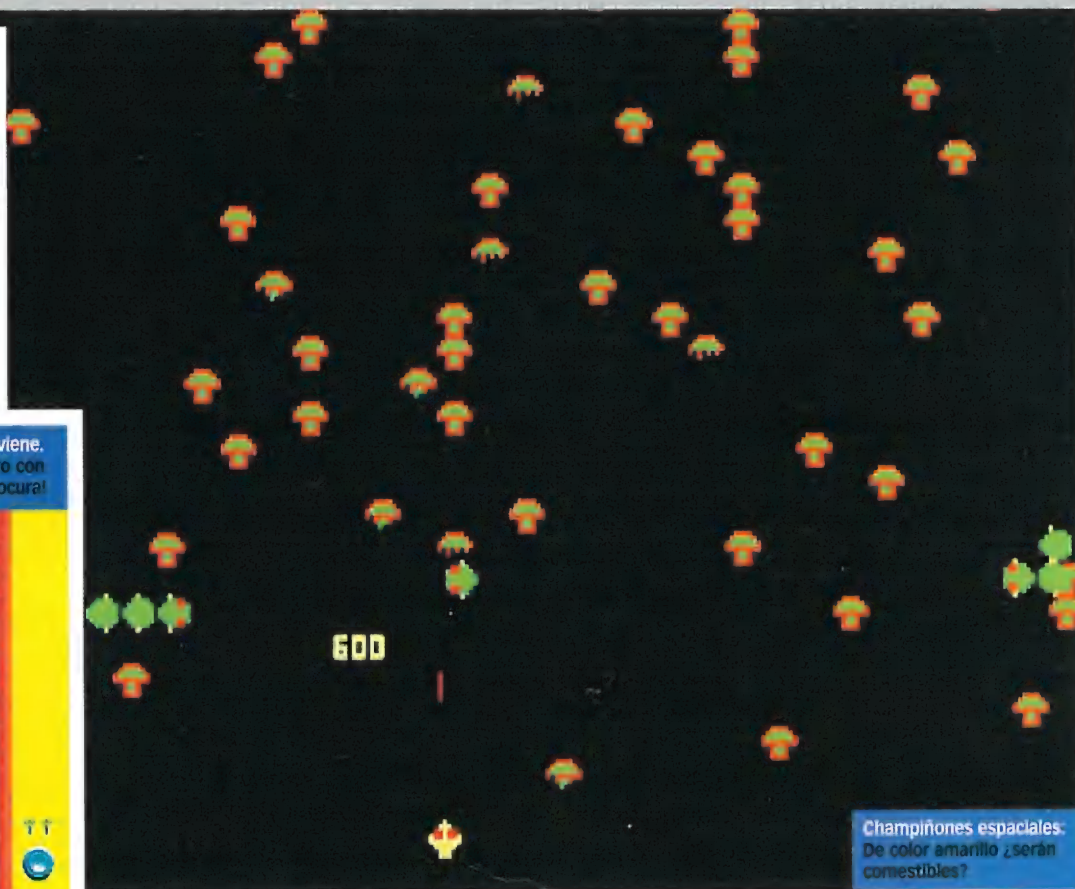 viene.
o con
ocura!
600
Champiñones espaciales:
De color amarillo ¿serán
comestibles?